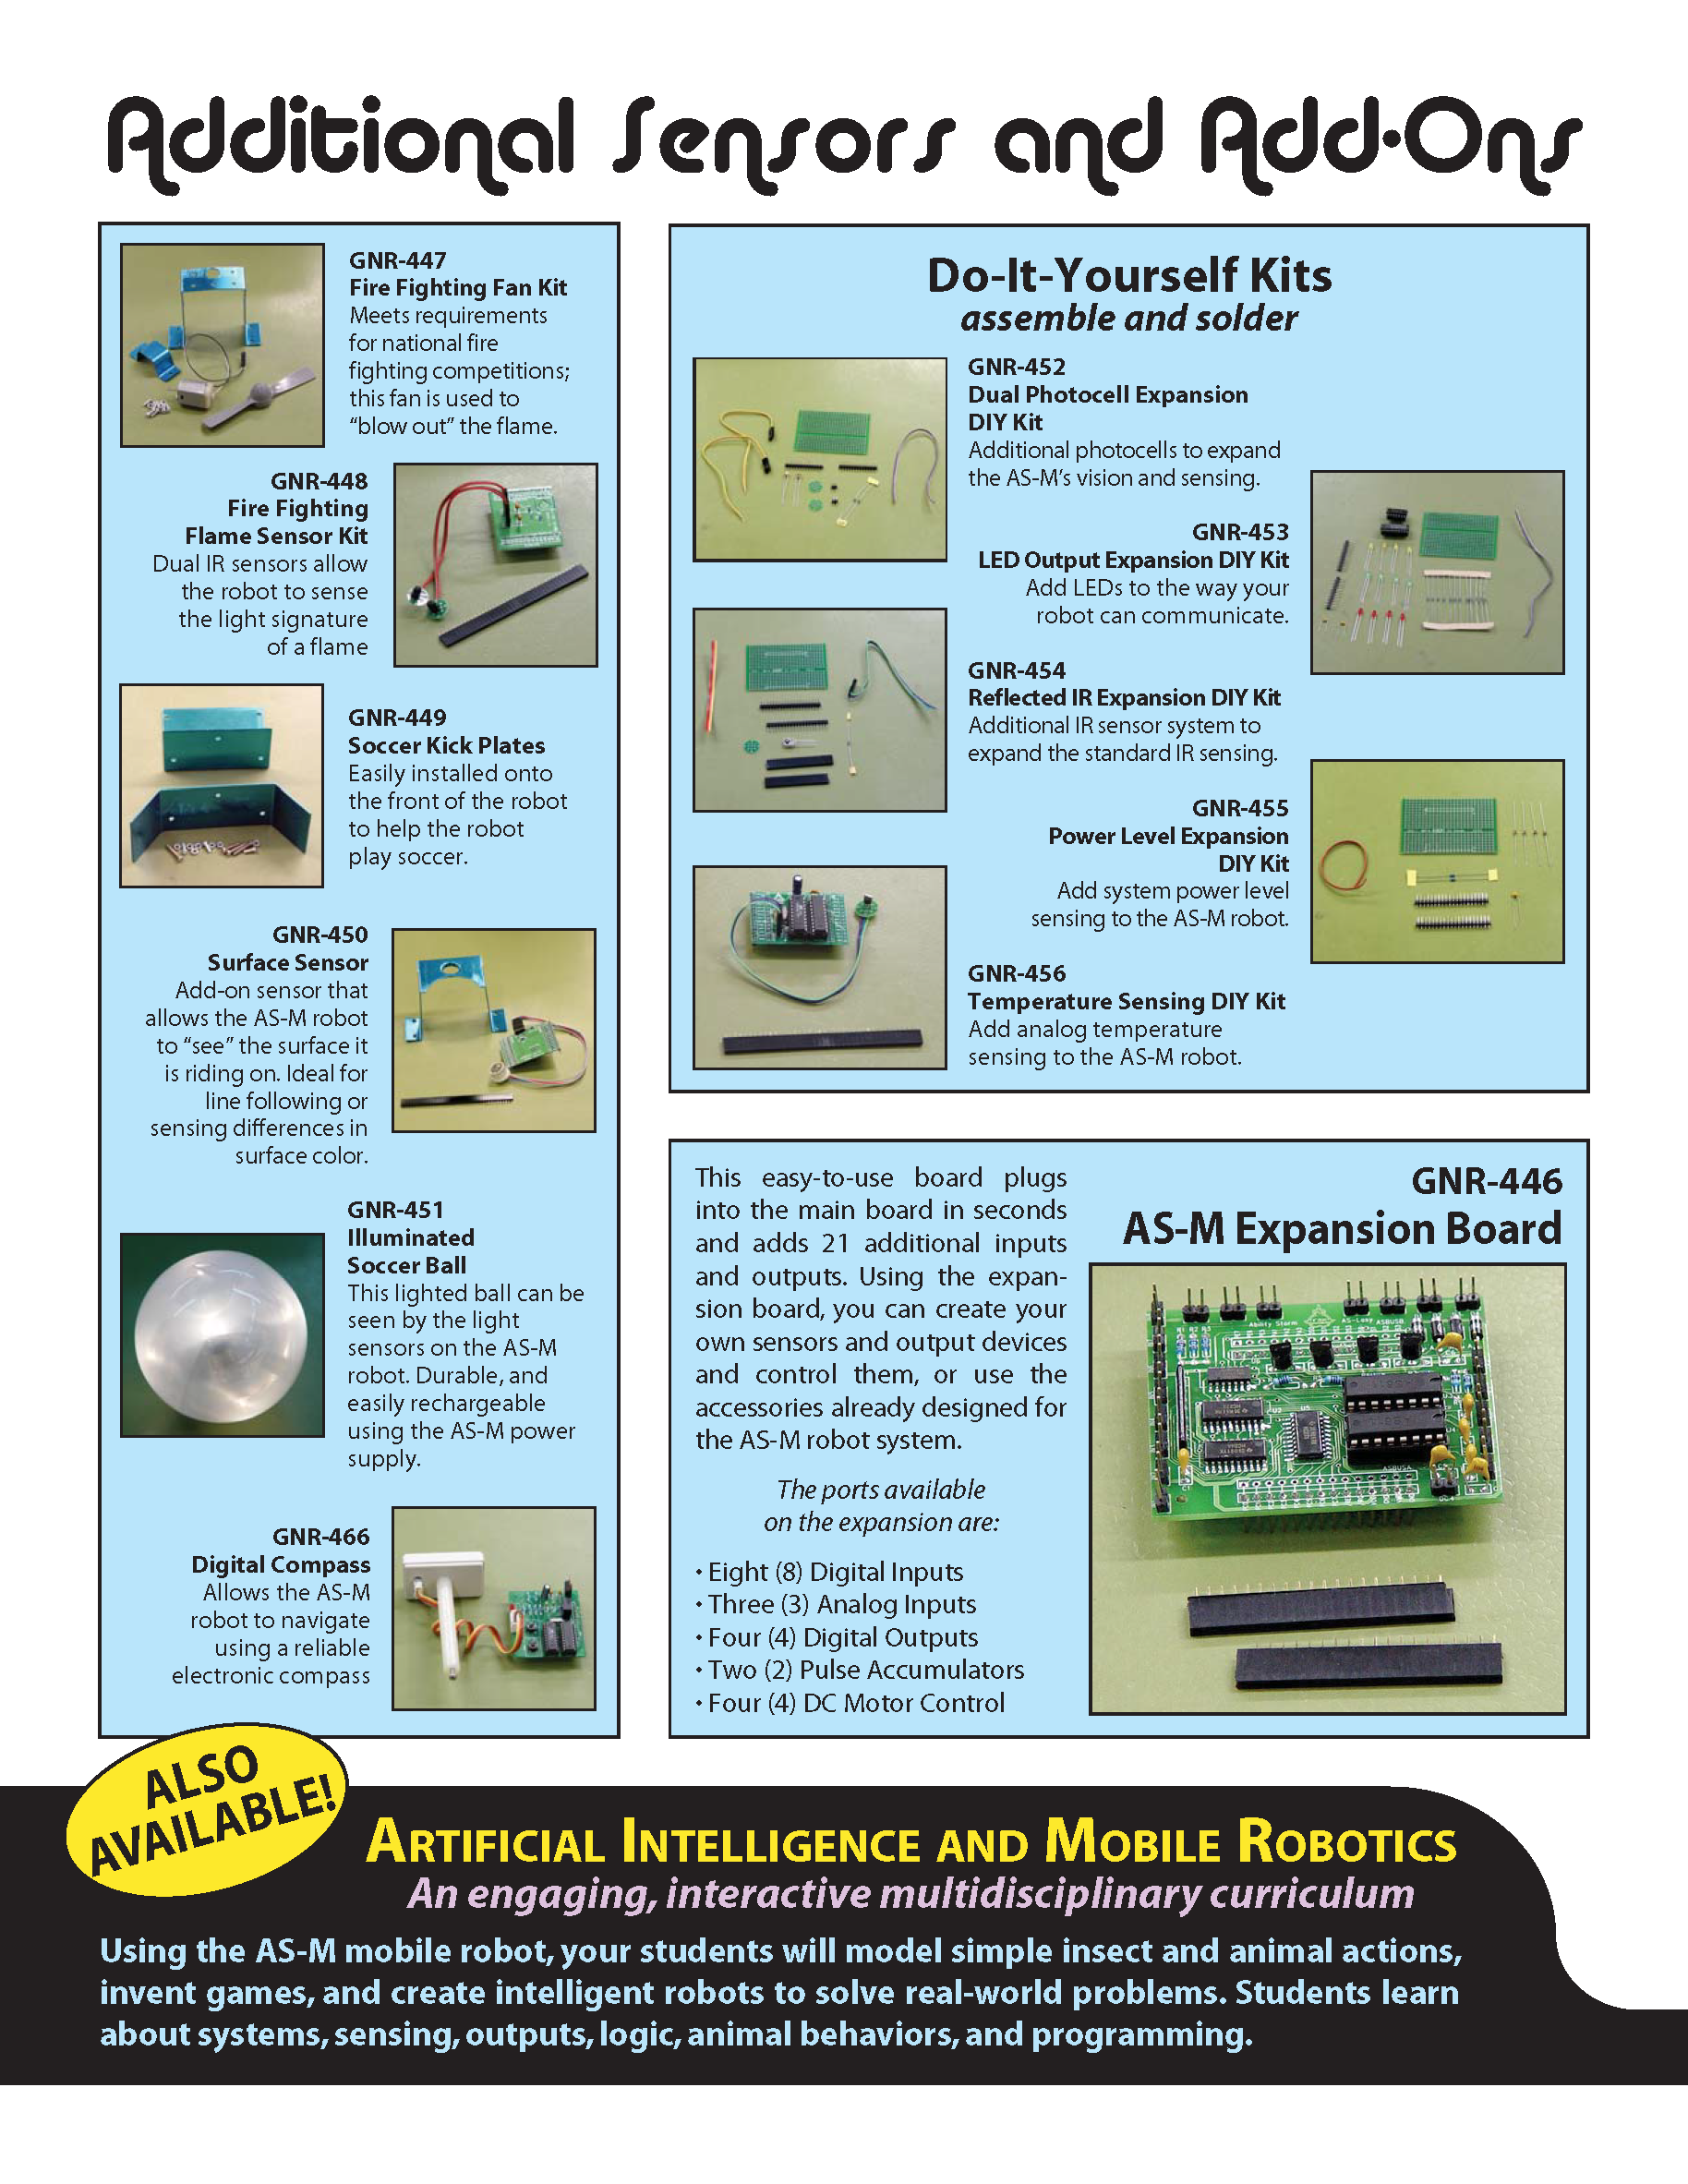 Additional Sensors and Add-Ons
GNR-447
Fire Fighting Fan Kit
Meets requirements
for national fire
fighting competitions;
this fan is used to
“blow out” the flame.
GNR-448
Fire Fighting
Flame Sensor Kit
Dual IR sensors allow
the robot to sense
the light signature
of a flame
GNR-449
Soccer Kick Plates
Easily installed onto
the front of the robot
to help the robot
play soccer.
GNR-450
Surface Sensor
Add-on sensor that
allows the AS-M robot
to “see” the surface it
is riding on. Ideal for
line following or
sensing differences in
surface color.
GNR-451
Illuminated
Soccer Ball
This lighted ball can be
seen by the light
sensors on the AS-M
robot. Durable, and
easily rechargeable
using the AS-M power
supply.
GNR-466
Digital Compass
Allows the AS-M
robot to navigate
using a reliable
electronic compass
Do-It-Yourself Kits
assemble and solder
GNR-452
Dual Photocell Expansion
DIY Kit
Additional photocells to expand
the AS-M’s vision and sensing.
GNR-453
LED Output Expansion DIY Kit
Add LEDs to the way your
robot can communicate.
GNR-454
Reflected IR Expansion DIY Kit
Additional IR sensor system to
expand the standard IR sensing.
GNR-455
Power Level Expansion
DIY Kit
Add system power level
sensing to the AS-M robot.
GNR-456
Temperature Sensing DIY Kit
Add analog temperature
sensing to the AS-M robot.
This easy-to-use board plugs
into the main board in seconds
and adds 21 additional inputs
and outputs. Using the expan-
sion board, you can create your
own sensors and output devices
and control them, or use the
accessories already designed for
the AS-M robot system.
The ports available
on the expansion are:
• Eight (8) Digital Inputs
• Three (3) Analog Inputs
• Four (4) Digital Outputs
• Two (2) Pulse Accumulators
• Four (4) DC Motor Control
GNR-446
AS-M Expansion Board
Ability Storm
ASBUSB
ASBUSA
ALSO
AVAILABLE!
ARTIFICIAL INTELLIGENCE AND MOBILE ROBOTICS
An engaging, interactive multidisciplinary curriculum
Using the AS-M mobile robot, your students will model simple insect and animal actions,
invent games, and create intelligent robots to solve real-world problems. Students learn
about systems, sensing, outputs, logic, animal behaviors, and programming.